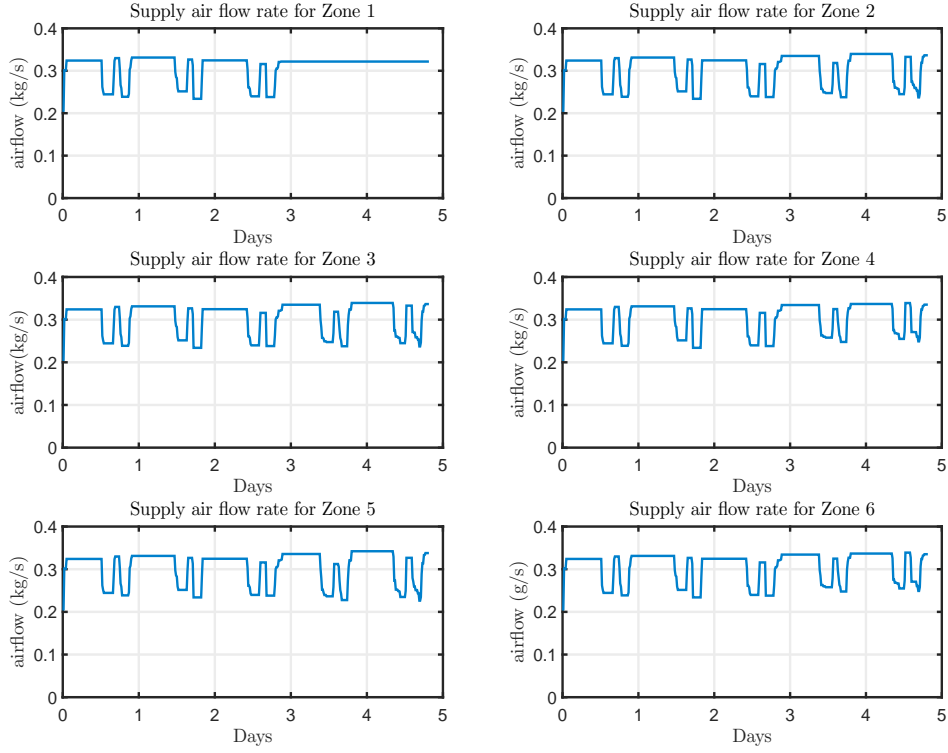 Supply air flow rate for Zone 1
0.4
0.3
0.2
0.1
0
airflow (kg/s)
0 1 2 3 4 5
Days
Supply air flow rate for Zone 2
0.4
0.3
0.2
0.1
0
airflow (kg/s)
0 1 2 3 4 5
Days
Supply air flow rate for Zone 3
0.4
0.3
0.2
0.1
0
airflow(kg/s)
0 1 2 3 4 5
Days
Supply air flow rate for Zone 4
0.4
0.3
0.2
0.1
0
airflow (kg/s)
0 1 2 3 4 5
Days
Supply air flow rate for Zone 5
0.4
0.3
0.2
0.1
0
airflow (kg/s)
0 1 2 3 4 5
Days
Supply air flow rate for Zone 6
0.4
0.3
0.2
0.1
0
airflow (g/s)
0 1 2 3 4 5
Days